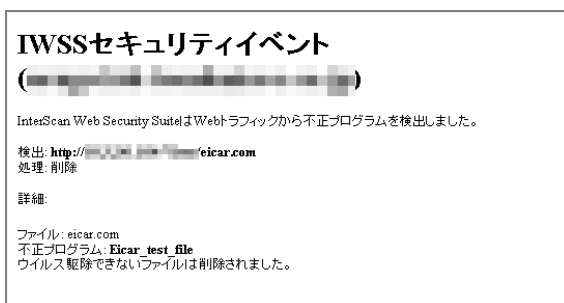 IWSSセキュリティイベント
( )
InterScan Web Security SuiteはWebトラフィックから不正プログラムを検出しました。
検出: http:// /eicar.com
処理: 削除
詳細:
ファイル: eicar.com
不正プログラム: Eicar_test_file
ウイルス駆除できないファイルは削除されました。